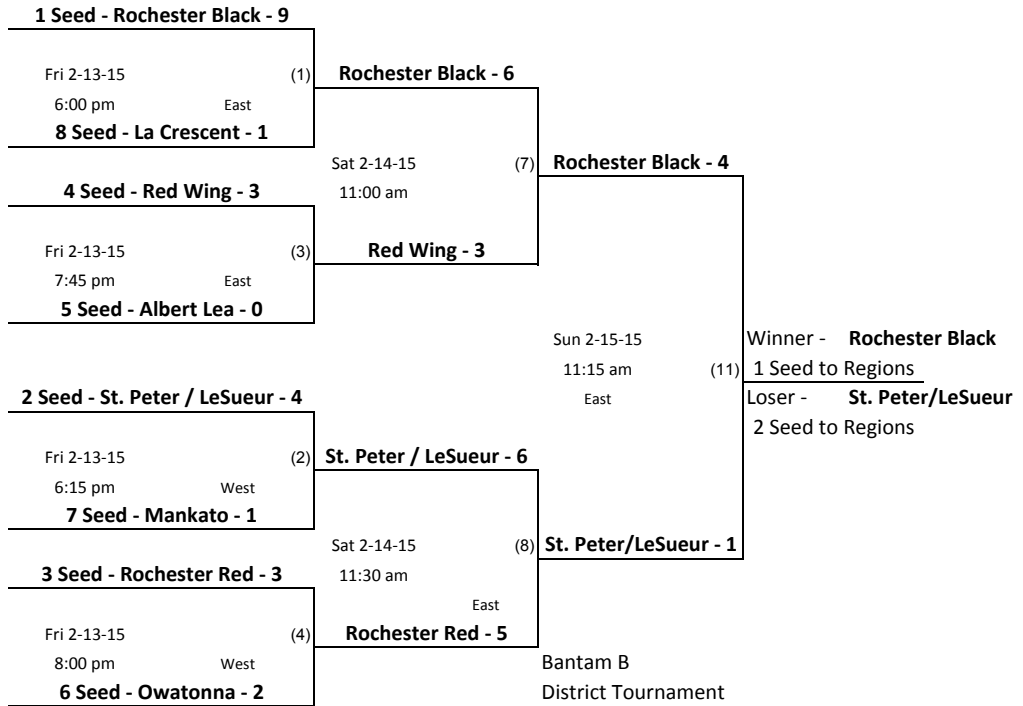 1 Seed - Rochester Black - 9
Fri 2-13-15 (1) Rochester Black - 6
6:00 pm East
8 Seed - La Crescent - 1
Sat 2-14-15 (7) Rochester Black - 4
4 Seed - Red Wing - 3 11:00 am
Fri 2-13-15 (3) Red Wing - 3
7:45 pm East
5 Seed - Albert Lea - 0
Sun 2-15-15 Winner - Rochester Black
11:15 am (11) 1 Seed to Regions
2 Seed - St. Peter / LeSueur - 4 East Loser - St. Peter/LeSueur
2 Seed to Regions
Fri 2-13-15 (2) St. Peter / LeSueur - 6
6:15 pm West
7 Seed - Mankato - 1
Sat 2-14-15 (8) St. Peter/LeSueur - 1
3 Seed - Rochester Red - 3 11:30 am
East
Fri 2-13-15 (4) Rochester Red - 5
8:00 pm West Bantam B
6 Seed - Owatonna - 2 District Tournament